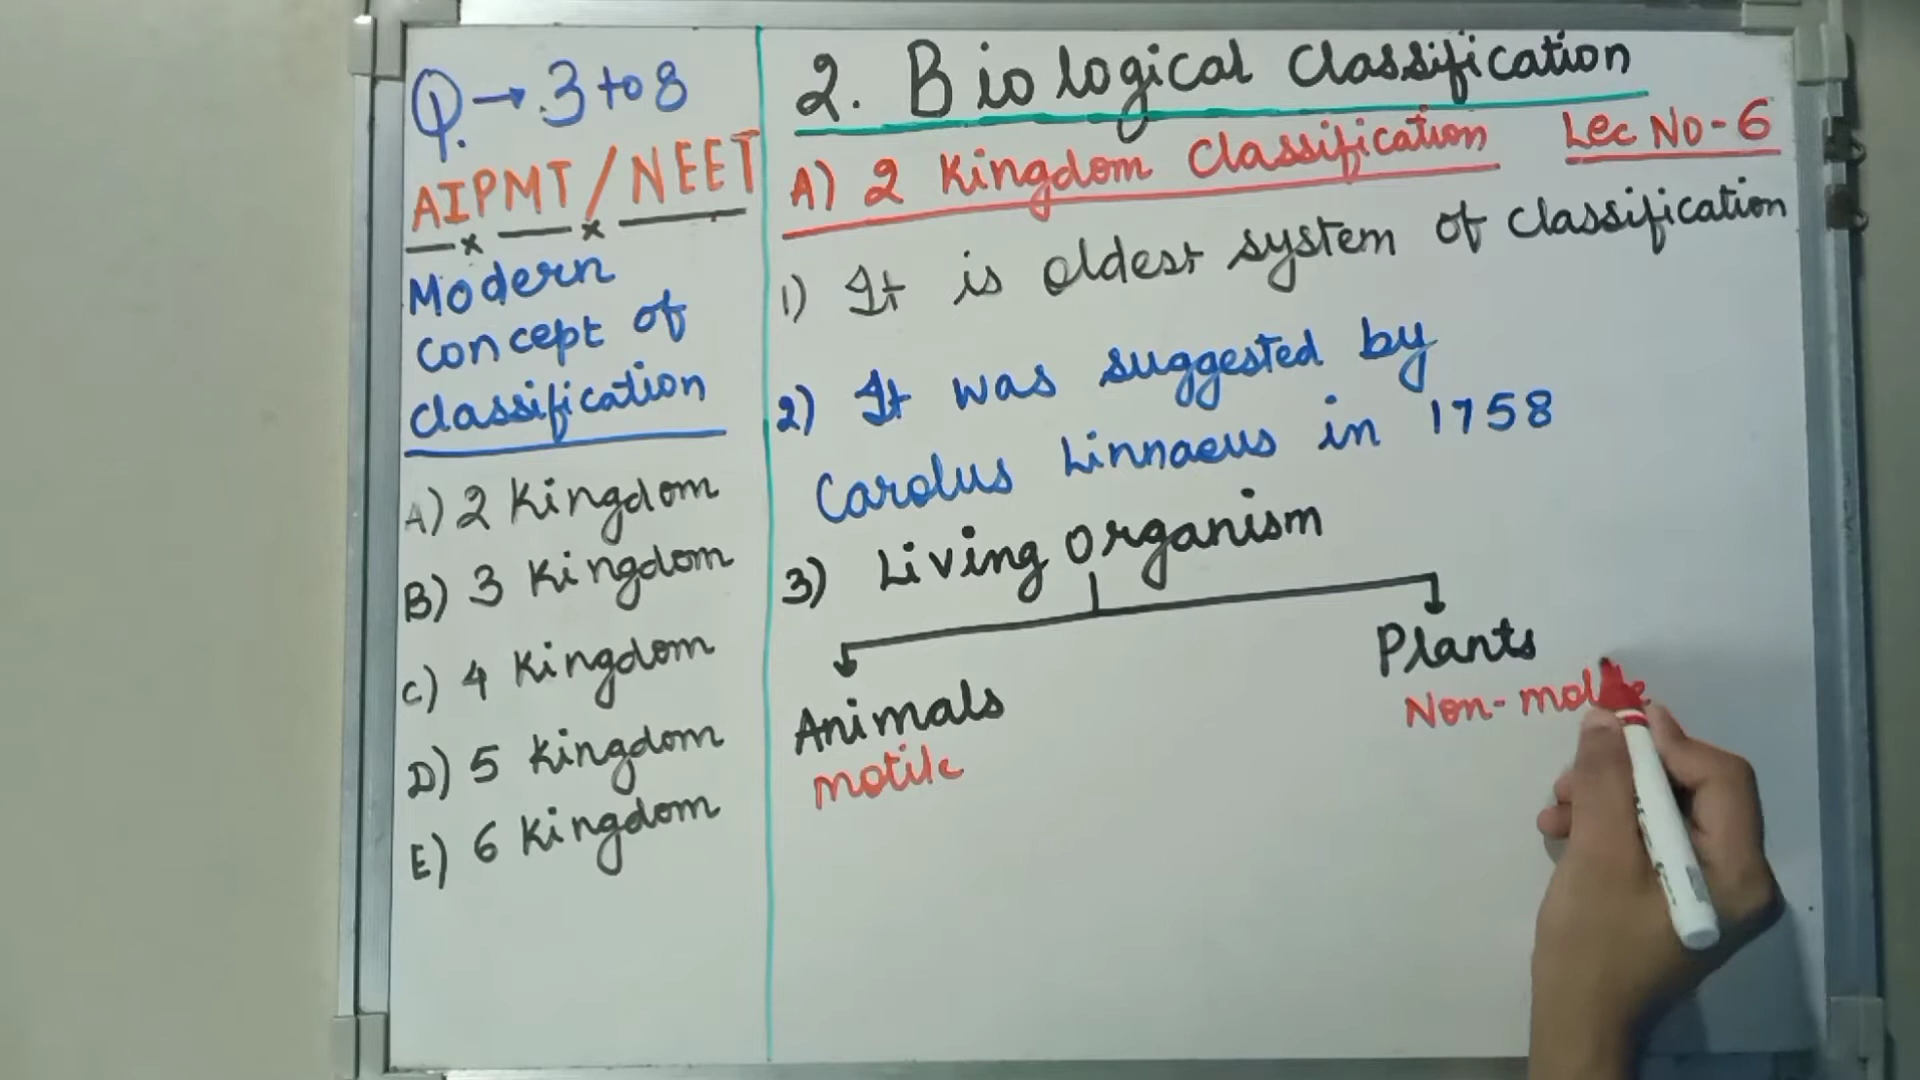 Q. → 3 to 8
AIPMT / NEET
Modern
concept of
classification
A) 2 Kingdom
B) 3 Kingdom
C) 4 Kingdom
D) 5 Kingdom
E) 6 Kingdom
2. Biological Classification
A) 2 Kingdom Classification Lec No-6
1) It is oldest system of classification
2) It was suggested by
Carolus Linnaeus in 1758
3) Living Organism
Plants
Non-motile
Animals
motile